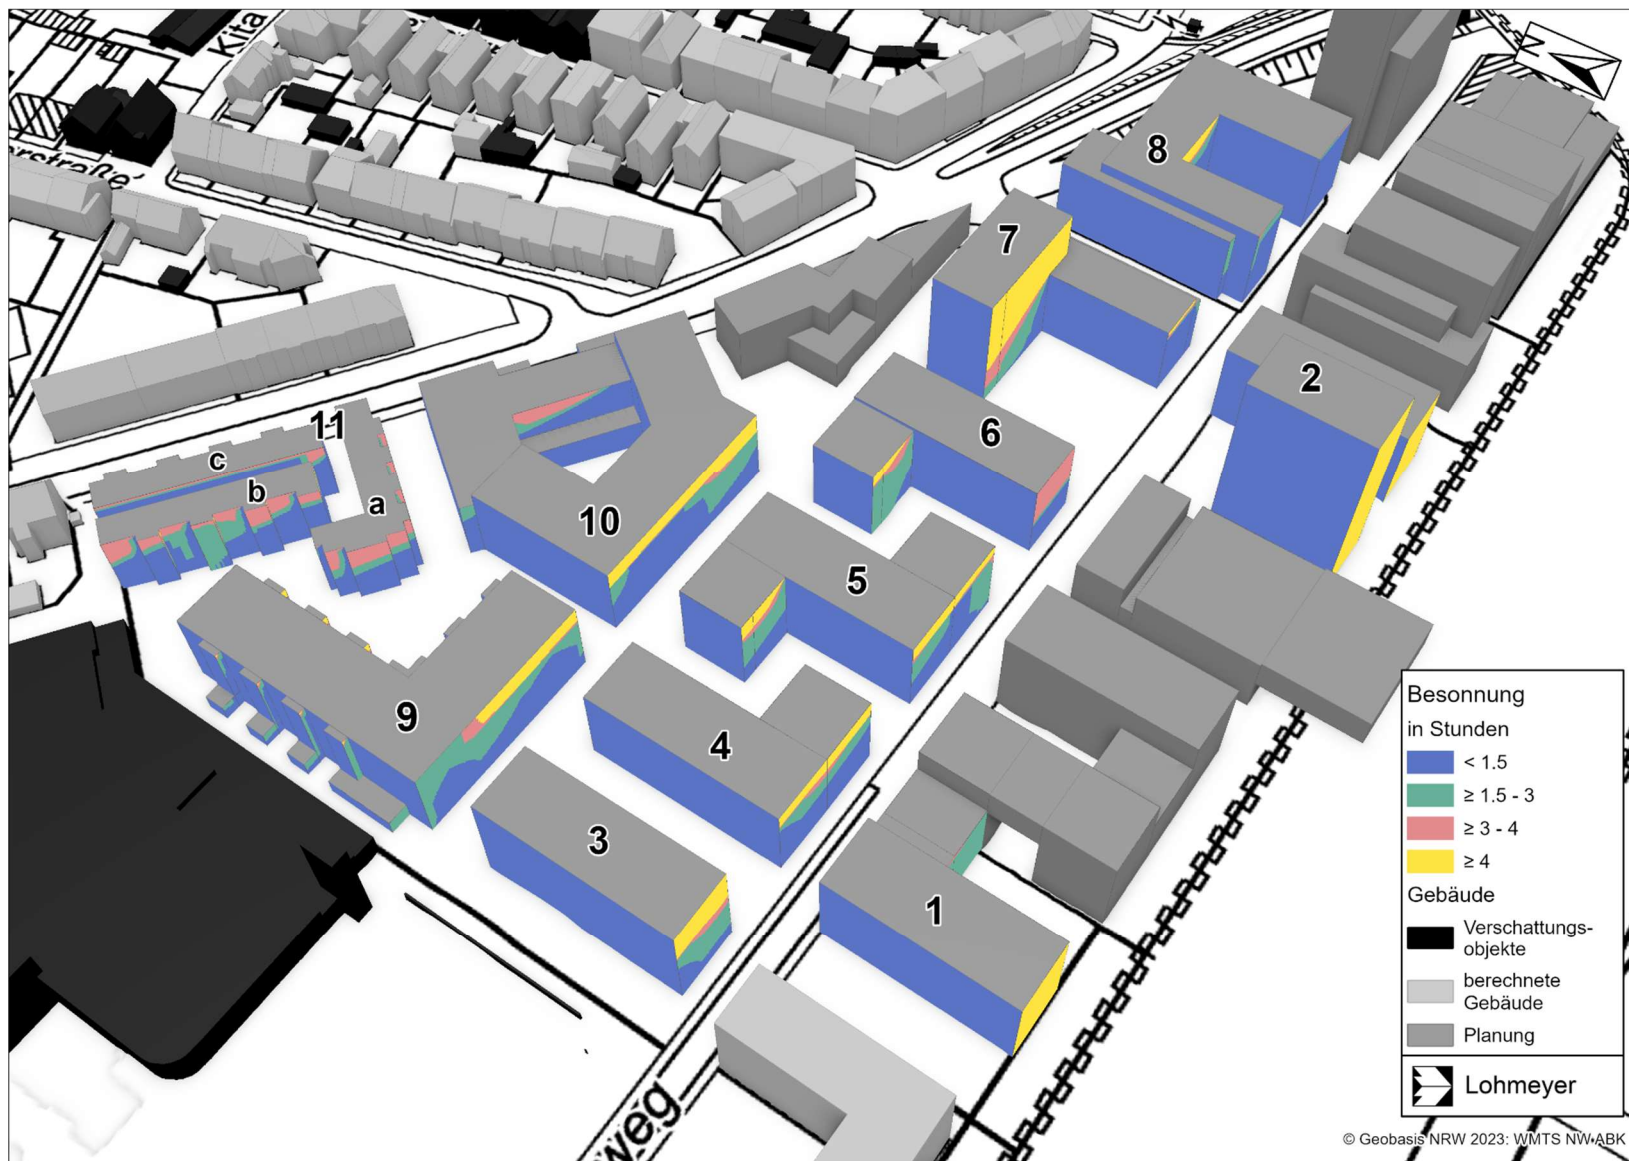 Kita
erstraße
N
8
7
2
6
11
c
b
a
10
5
9
4
3
1
weg
Besonnung
in Stunden
< 1.5
≥ 1.5 - 3
≥ 3 - 4
≥ 4
Gebäude
Verschattungs-
objekte
berechnete
Gebäude
Planung
Lohmeyer
© Geobasis NRW 2023: WMTS NW ABK